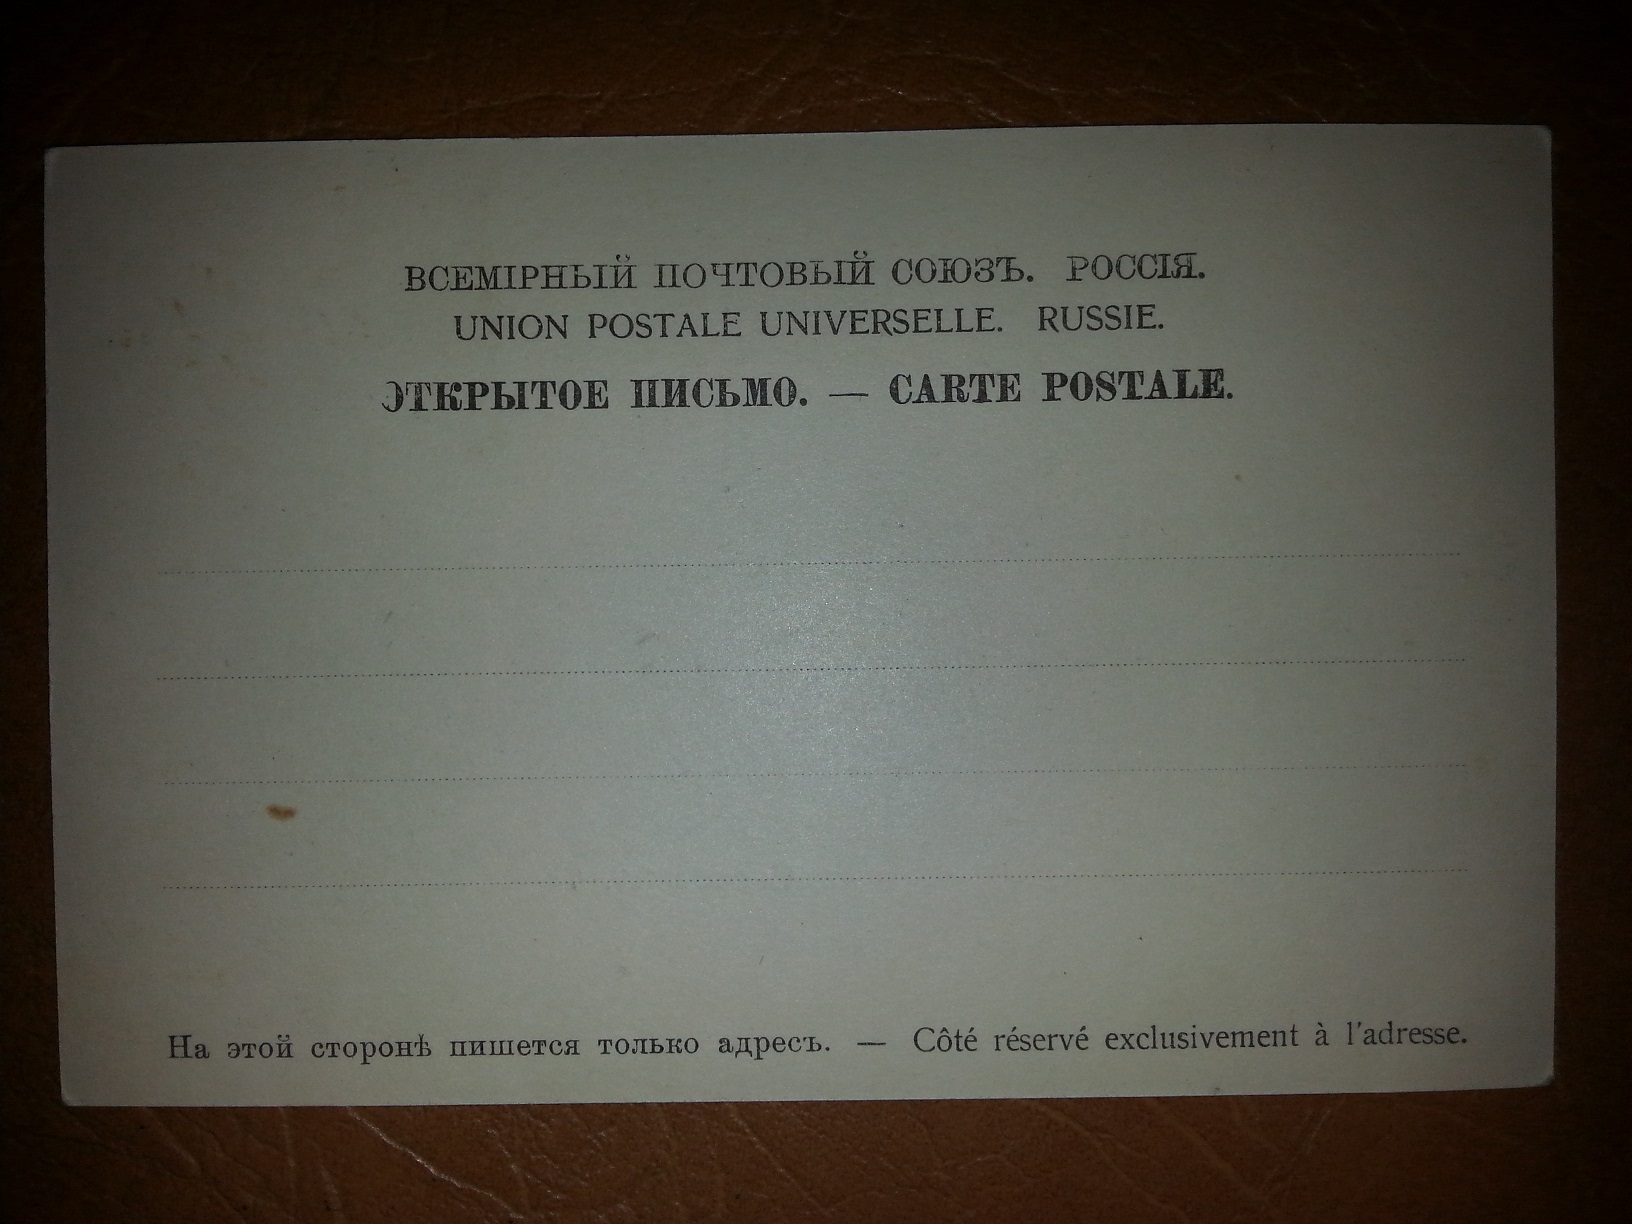 ВСЕМІРНЫЙ ПОЧТОВЫЙ СОЮЗЪ. РОССІЯ.
UNION POSTALE UNIVERSELLE. RUSSIE.
ОТКРЫТОЕ ПИСЬМО. — CARTE POSTALE.
На этой сторонѣ пишется только адресъ. — Côté réservé exclusivement à l'adresse.